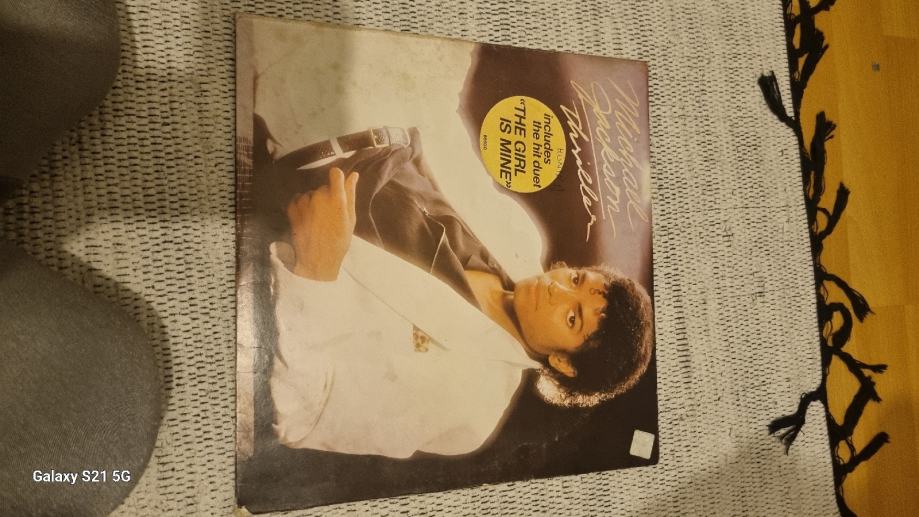 Michael
Jackson
Thriller
includes
the hit duet
"THE GIRL
IS MINE"
Galaxy S21 5G